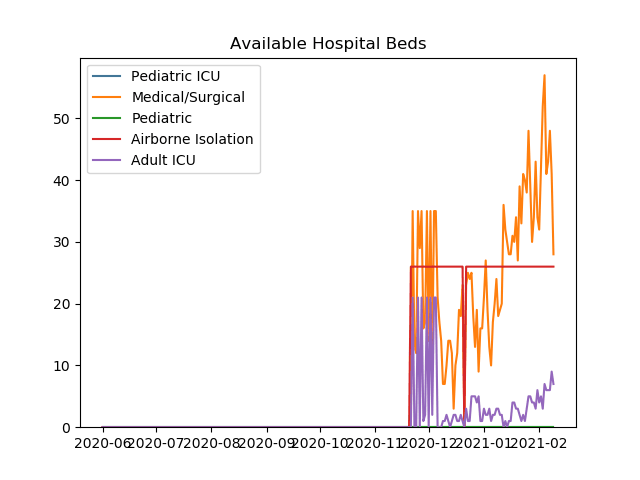 Available Hospital Beds
Pediatric ICU
Medical/Surgical
Pediatric
Airborne Isolation
Adult ICU
50
40
30
20
10
0
2020-06 2020-07 2020-08 2020-09 2020-10 2020-11 2020-12 2021-01 2021-02